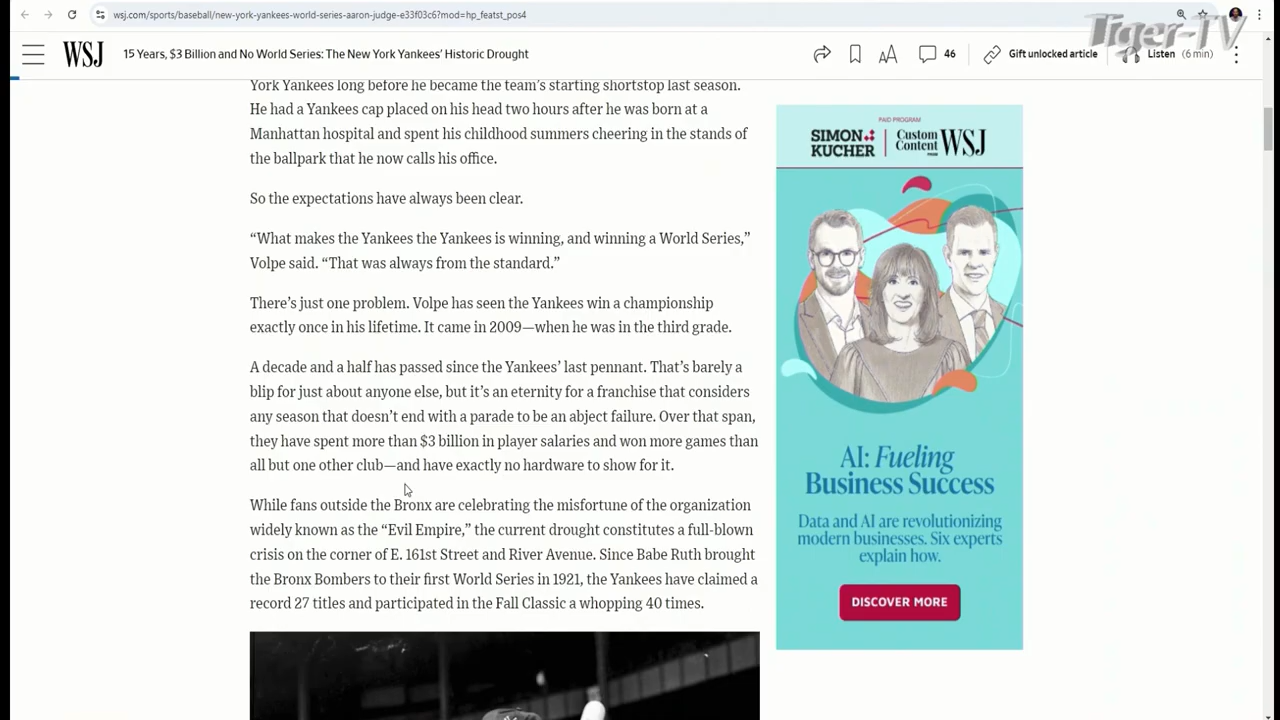 wsj.com/sports/baseball/new-york-yankees-world-series-aaron-judge-e33f03c6?mod=hp_featst_pos4
Tiger-TV
WSJ
15 Years, $3 Billion and No World Series: The New York Yankees’ Historic Drought
AA
46
Gift unlocked article
Listen (6 min)
York Yankees long before he became the team’s starting shortstop last season.
He had a Yankees cap placed on his head two hours after he was born at a
Manhattan hospital and spent his childhood summers cheering in the stands of
the ballpark that he now calls his office.
So the expectations have always been clear.
“What makes the Yankees the Yankees is winning, and winning a World Series,”
Volpe said. “That was always from the standard.”
There’s just one problem. Volpe has seen the Yankees win a championship
exactly once in his lifetime. It came in 2009—when he was in the third grade.
A decade and a half has passed since the Yankees’ last pennant. That’s barely a
blip for just about anyone else, but it’s an eternity for a franchise that considers
any season that doesn’t end with a parade to be an abject failure. Over that span,
they have spent more than $3 billion in player salaries and won more games than
all but one other club—and have exactly no hardware to show for it.
While fans outside the Bronx are celebrating the misfortune of the organization
widely known as the “Evil Empire,” the current drought constitutes a full-blown
crisis on the corner of E. 161st Street and River Avenue. Since Babe Ruth brought
the Bronx Bombers to their first World Series in 1921, the Yankees have claimed a
record 27 titles and participated in the Fall Classic a whopping 40 times.
PAID PROGRAM
SIMON KUCHER
Custom Content FROM WSJ
AI: Fueling
Business Success
Data and AI are revolutionizing
modern businesses. Six experts
explain how.
DISCOVER MORE